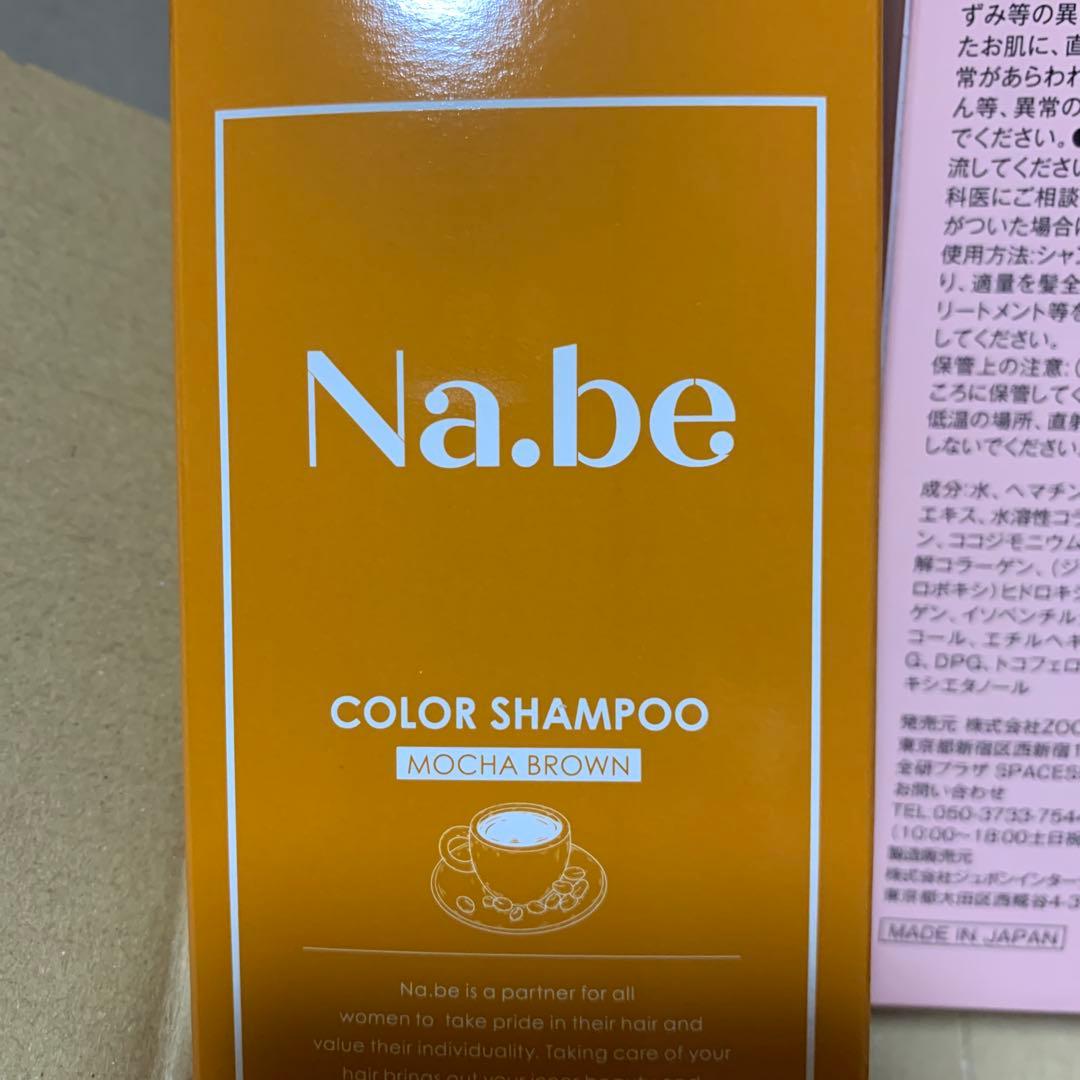 Na.be
COLOR SHAMPOO
MOCHA BROWN
Na.be is a partner for all
women to take pride in their hair and
value their individuality. Taking care of your
hair brings out your inner beauty and
ずみ等の異
たお肌に、直
常があらわれ
ん等、異常の
でください。●
流してください
科医にご相談
がついた場合に
使用方法:シャン
り、適量を髪全
リートメント等を
してください。
保管上の注意:(
ころに保管してく
低温の場所、直射
しないでください。
成分:水、ヘマチン
エキス、水溶性コラ
ン、ココジモニウム
解コラーゲン、(ジ
ロポキシ)ヒドロキシ
ゲン、イソペンチル
コール、エチルヘキ
G、DPG、トコフェロ
キシエタノール
発売元 株式会社ZOO
東京都新宿区西新宿1
全研プラザ SPACES
お問い合わせ
TEL:050-3733-7544
(10:00〜18:00土日祝
製造販売元
株式会社ジュポンインター
東京都大田区西糀谷4-3
MADE IN JAPAN